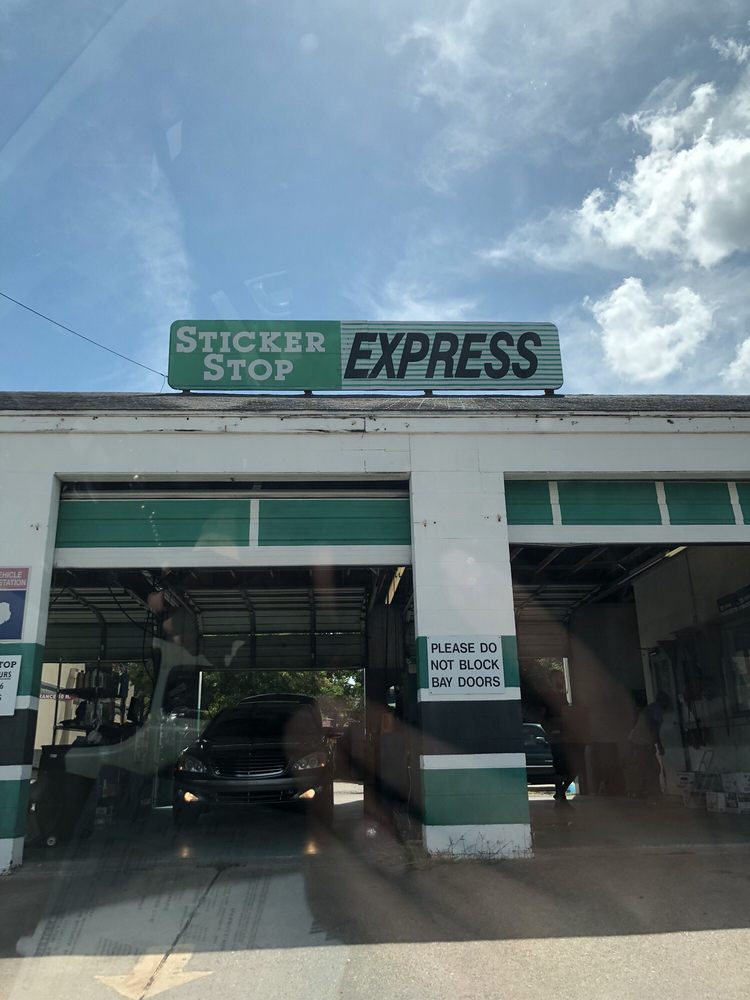 STICKER
STOP
EXPRESS
PLEASE DO
NOT BLOCK
BAY DOORS